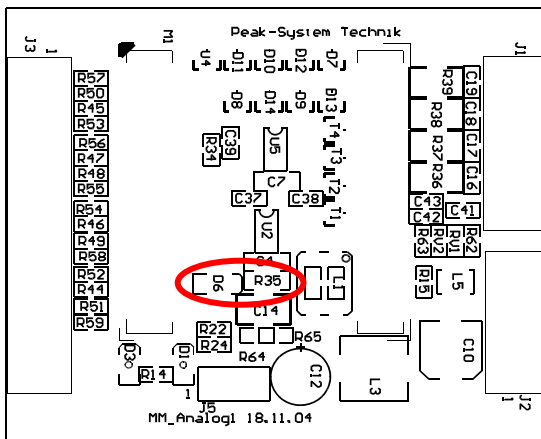 Peak-System Technik
J3 1
M1
U4 D11 D10 D12 D7
J1
R57
R50
R45
R53
R56
R47
R48
R55
R54
R46
R49
R58
R52
R44
R51
R59
D8 D14 D9 D13
R39
R38
R37
R36
C19
C18
C17
C16
R34 C39
U5
T4
T3
T2
T1
C7
C37 C38
C43
C42
C41
U2
R63 RV2 RV1 R62
C4
D6 R35
L1
R15
L5
C14
R22
R24
R64
R65
C10
D3
D1
R14
C12
L3
J5
1
J2
1
MM_Analog1 18.11.04